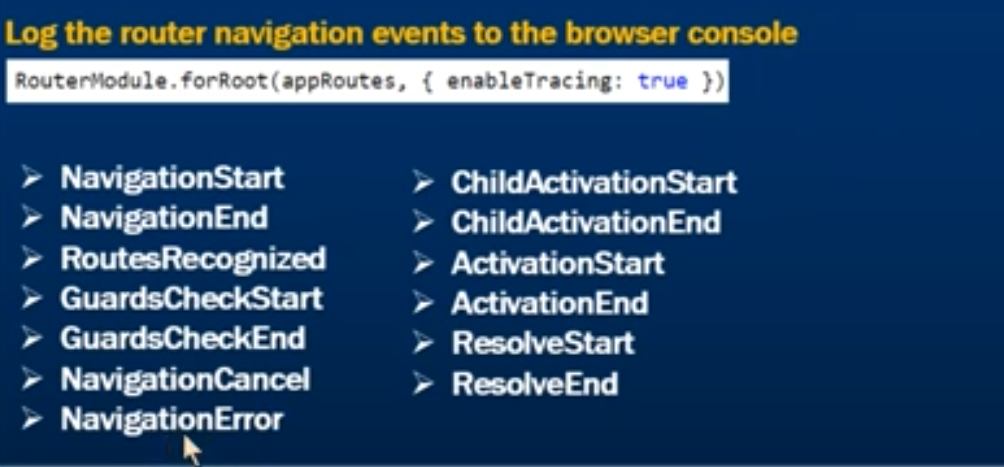 Log the router navigation events to the browser console
RouterModule.forRoot(appRoutes, { enableTracing: true })
NavigationStart
NavigationEnd
RoutesRecognized
GuardsCheckStart
GuardsCheckEnd
NavigationCancel
NavigationError
ChildActivationStart
ChildActivationEnd
ActivationStart
ActivationEnd
ResolveStart
ResolveEnd